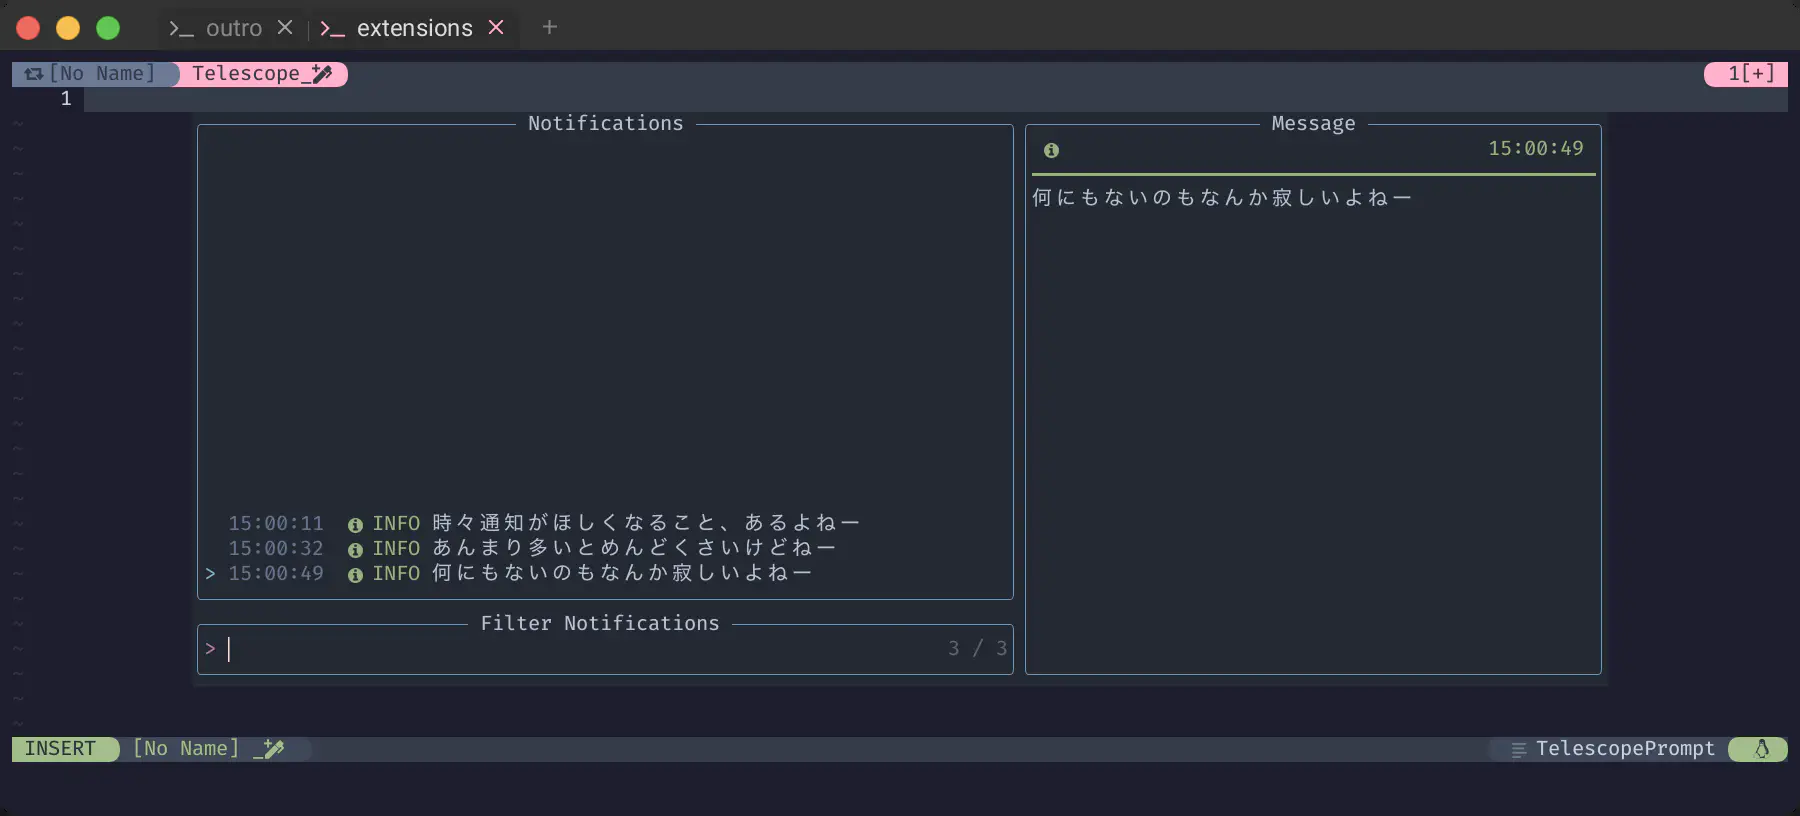 outro
extensions
[No Name]
Telescope_
1[+]
1
Notifications
15:00:11 INFO 時々通知がほしくなること、あるよねー
15:00:32 INFO あんまり多いとめんどくさいけどねー
> 15:00:49 INFO 何にもないのもなんか寂しいよねー
Filter Notifications
>
3 / 3
Message
15:00:49
何にもないのもなんか寂しいよねー
INSERT
[No Name] _
TelescopePrompt